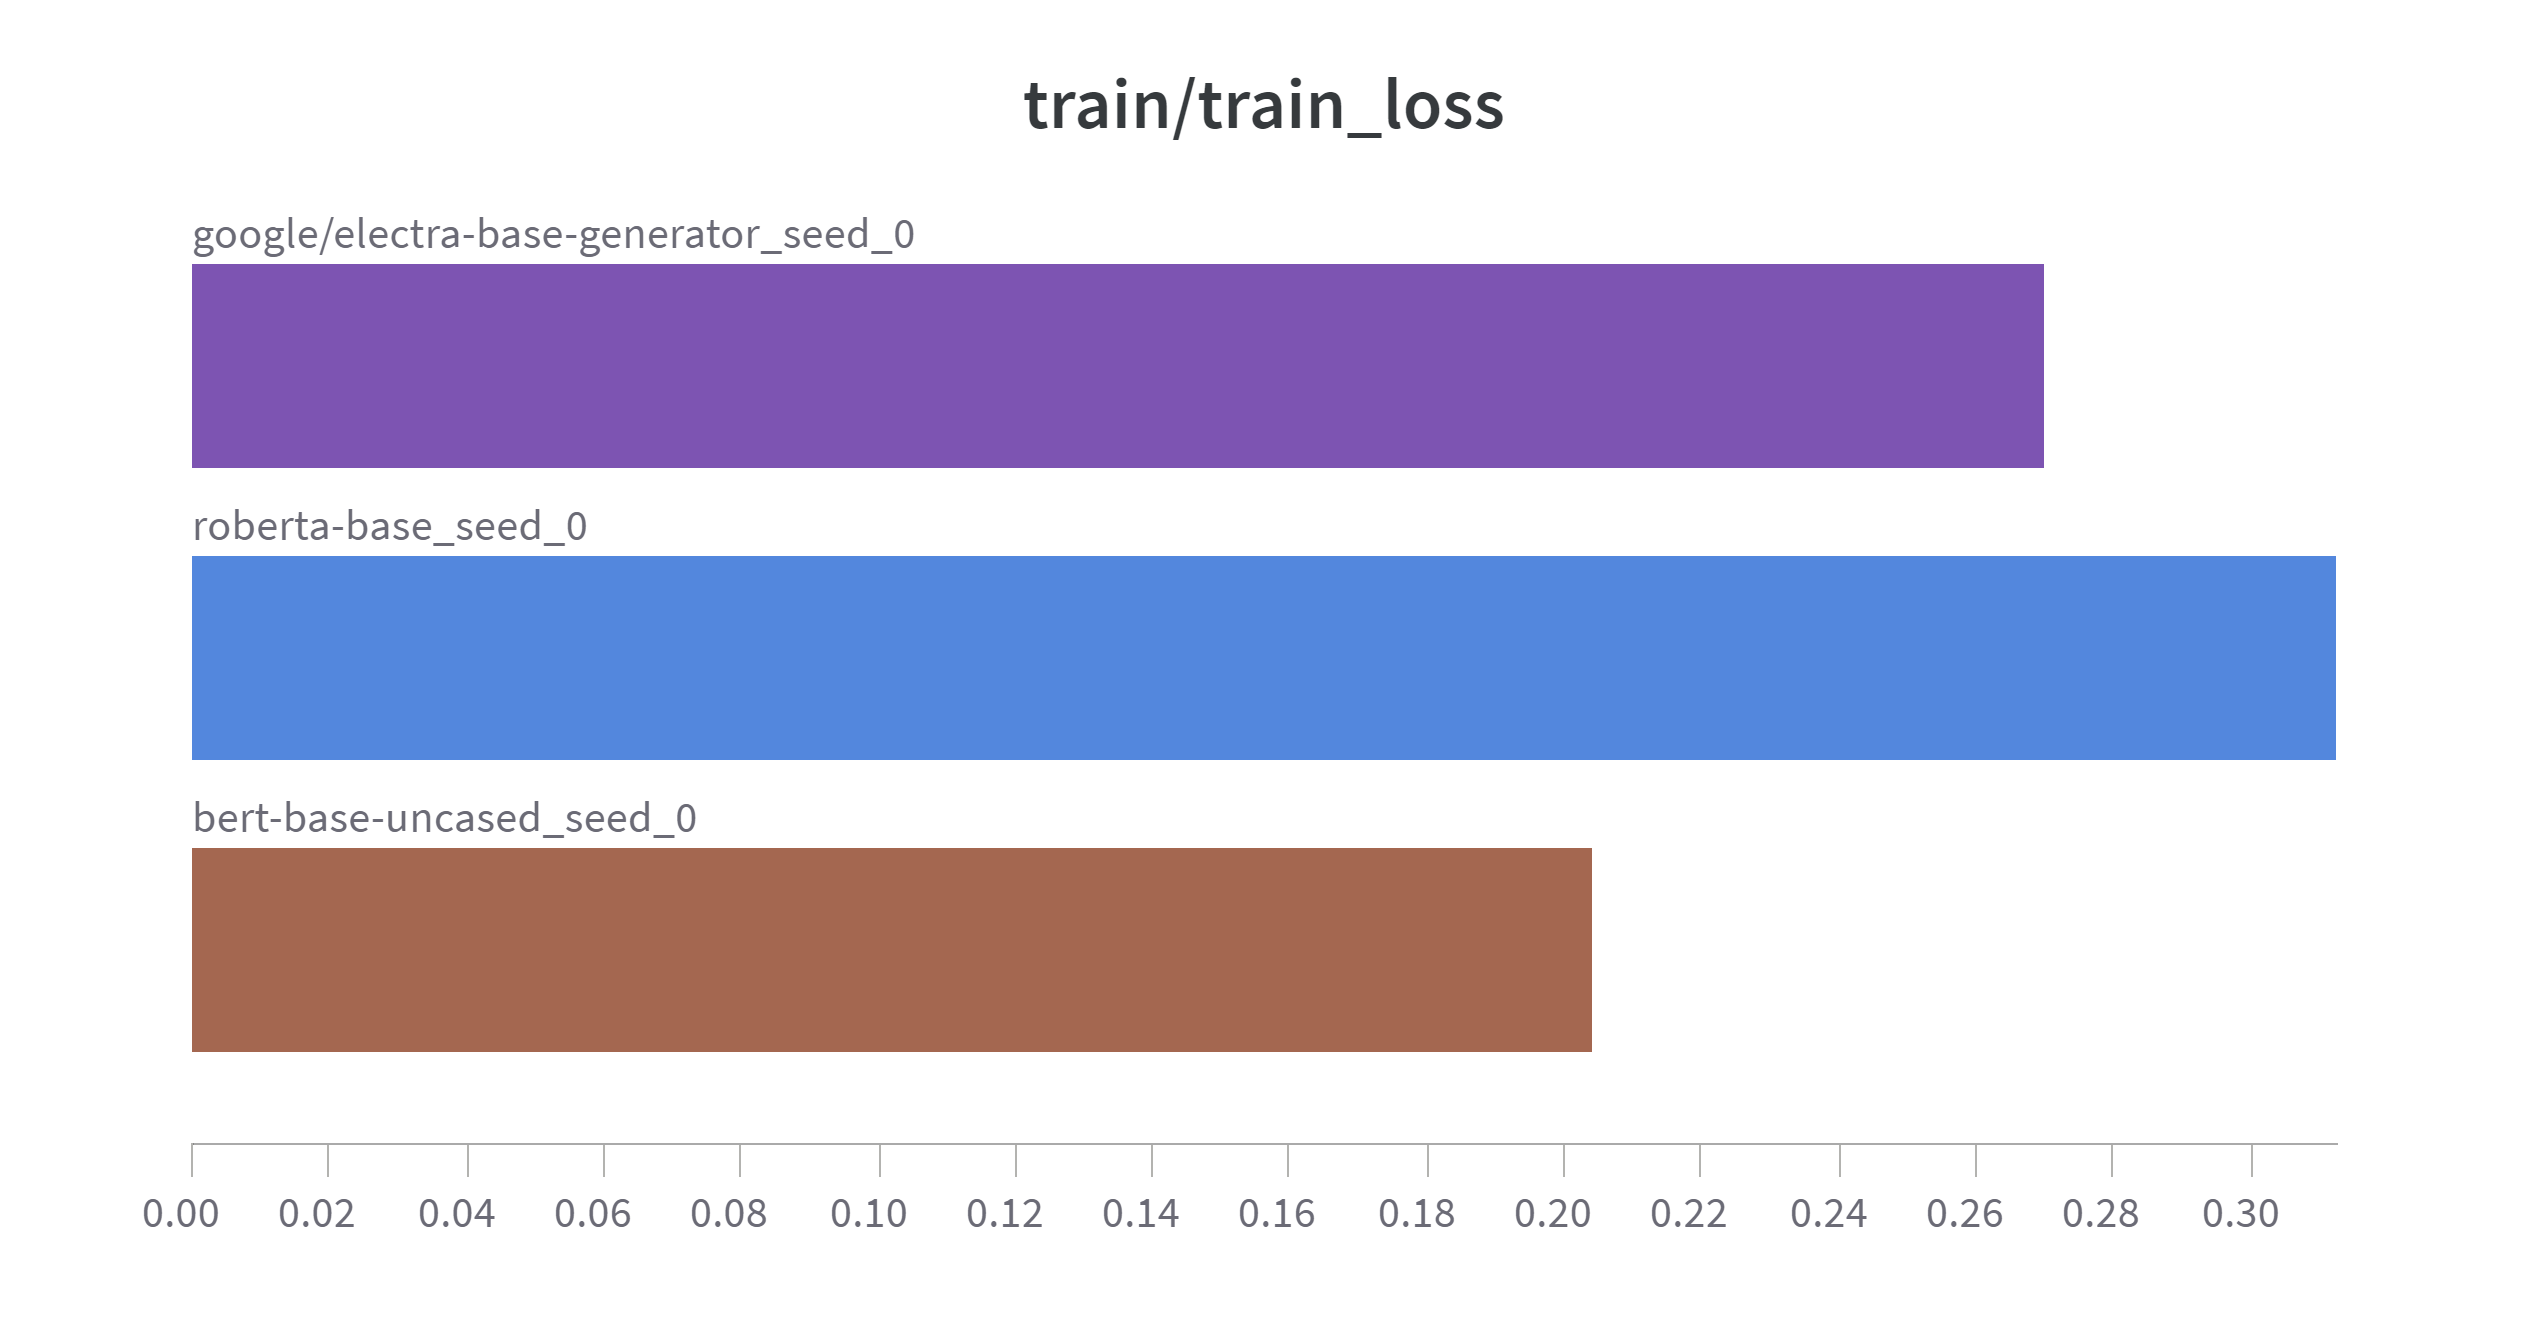 train/train_loss
google/electra-base-generator_seed_0
roberta-base_seed_0
bert-base-uncased_seed_0
0.00 0.02 0.04 0.06 0.08 0.10 0.12 0.14 0.16 0.18 0.20 0.22 0.24 0.26 0.28 0.30